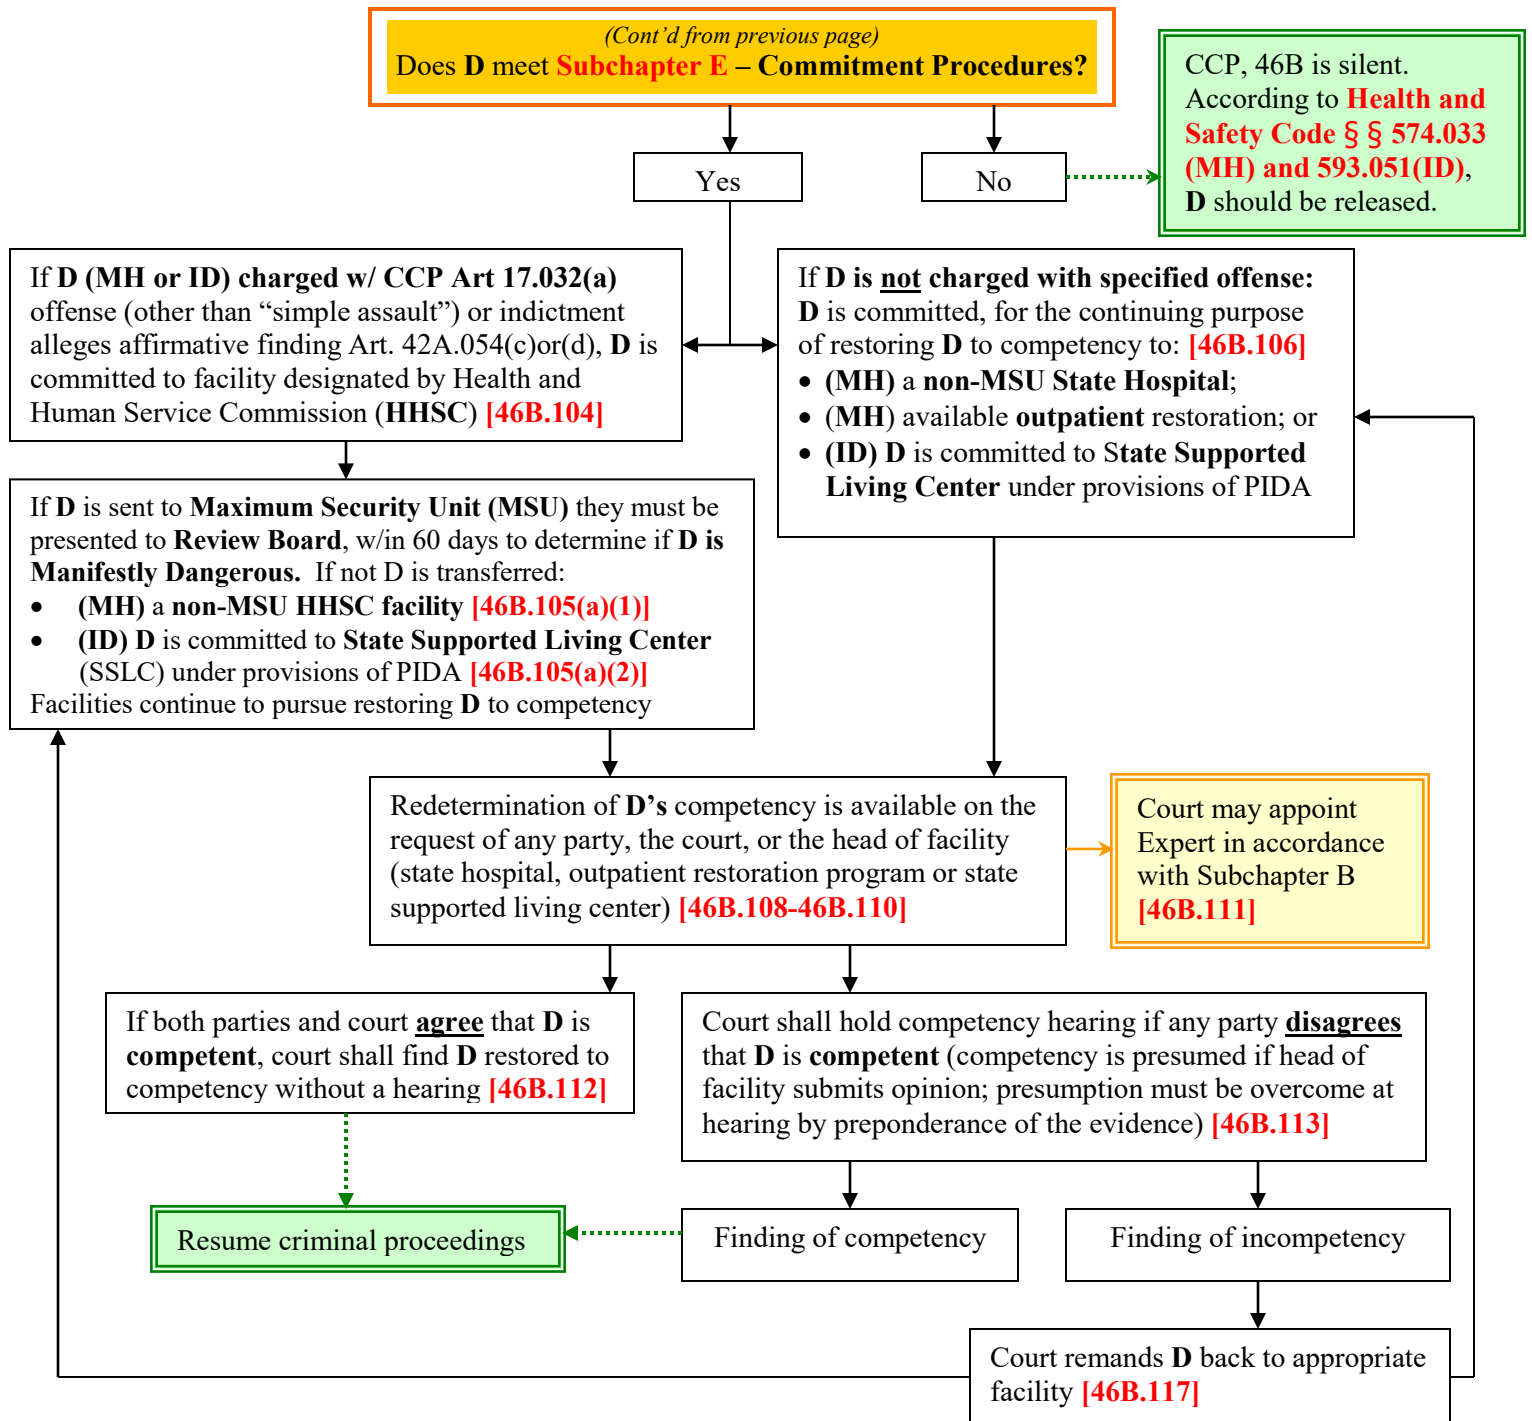 (Cont’d from previous page)
Does D meet Subchapter E – Commitment Procedures?
CCP, 46B is silent.
According to Health and
Safety Code § § 574.033
(MH) and 593.051(ID),
D should be released.
Yes
No
If D (MH or ID) charged w/ CCP Art 17.032(a)
offense (other than “simple assault”) or indictment
alleges affirmative finding Art. 42A.054(c)or(d), D is
committed to facility designated by Health and
Human Service Commission (HHSC) [46B.104]
If D is not charged with specified offense:
D is committed, for the continuing purpose
of restoring D to competency to: [46B.106]
• (MH) a non-MSU State Hospital;
• (MH) available outpatient restoration; or
• (ID) D is committed to State Supported
Living Center under provisions of PIDA
If D is sent to Maximum Security Unit (MSU) they must be
presented to Review Board, w/in 60 days to determine if D is
Manifestly Dangerous. If not D is transferred:
• (MH) a non-MSU HHSC facility [46B.105(a)(1)]
• (ID) D is committed to State Supported Living Center
(SSLC) under provisions of PIDA [46B.105(a)(2)]
Facilities continue to pursue restoring D to competency
Redetermination of D’s competency is available on the
request of any party, the court, or the head of facility
(state hospital, outpatient restoration program or state
supported living center) [46B.108-46B.110]
Court may appoint
Expert in accordance
with Subchapter B
[46B.111]
If both parties and court agree that D is
competent, court shall find D restored to
competency without a hearing [46B.112]
Court shall hold competency hearing if any party disagrees
that D is competent (competency is presumed if head of
facility submits opinion; presumption must be overcome at
hearing by preponderance of the evidence) [46B.113]
Resume criminal proceedings
Finding of competency
Finding of incompetency
Court remands D back to appropriate
facility [46B.117]